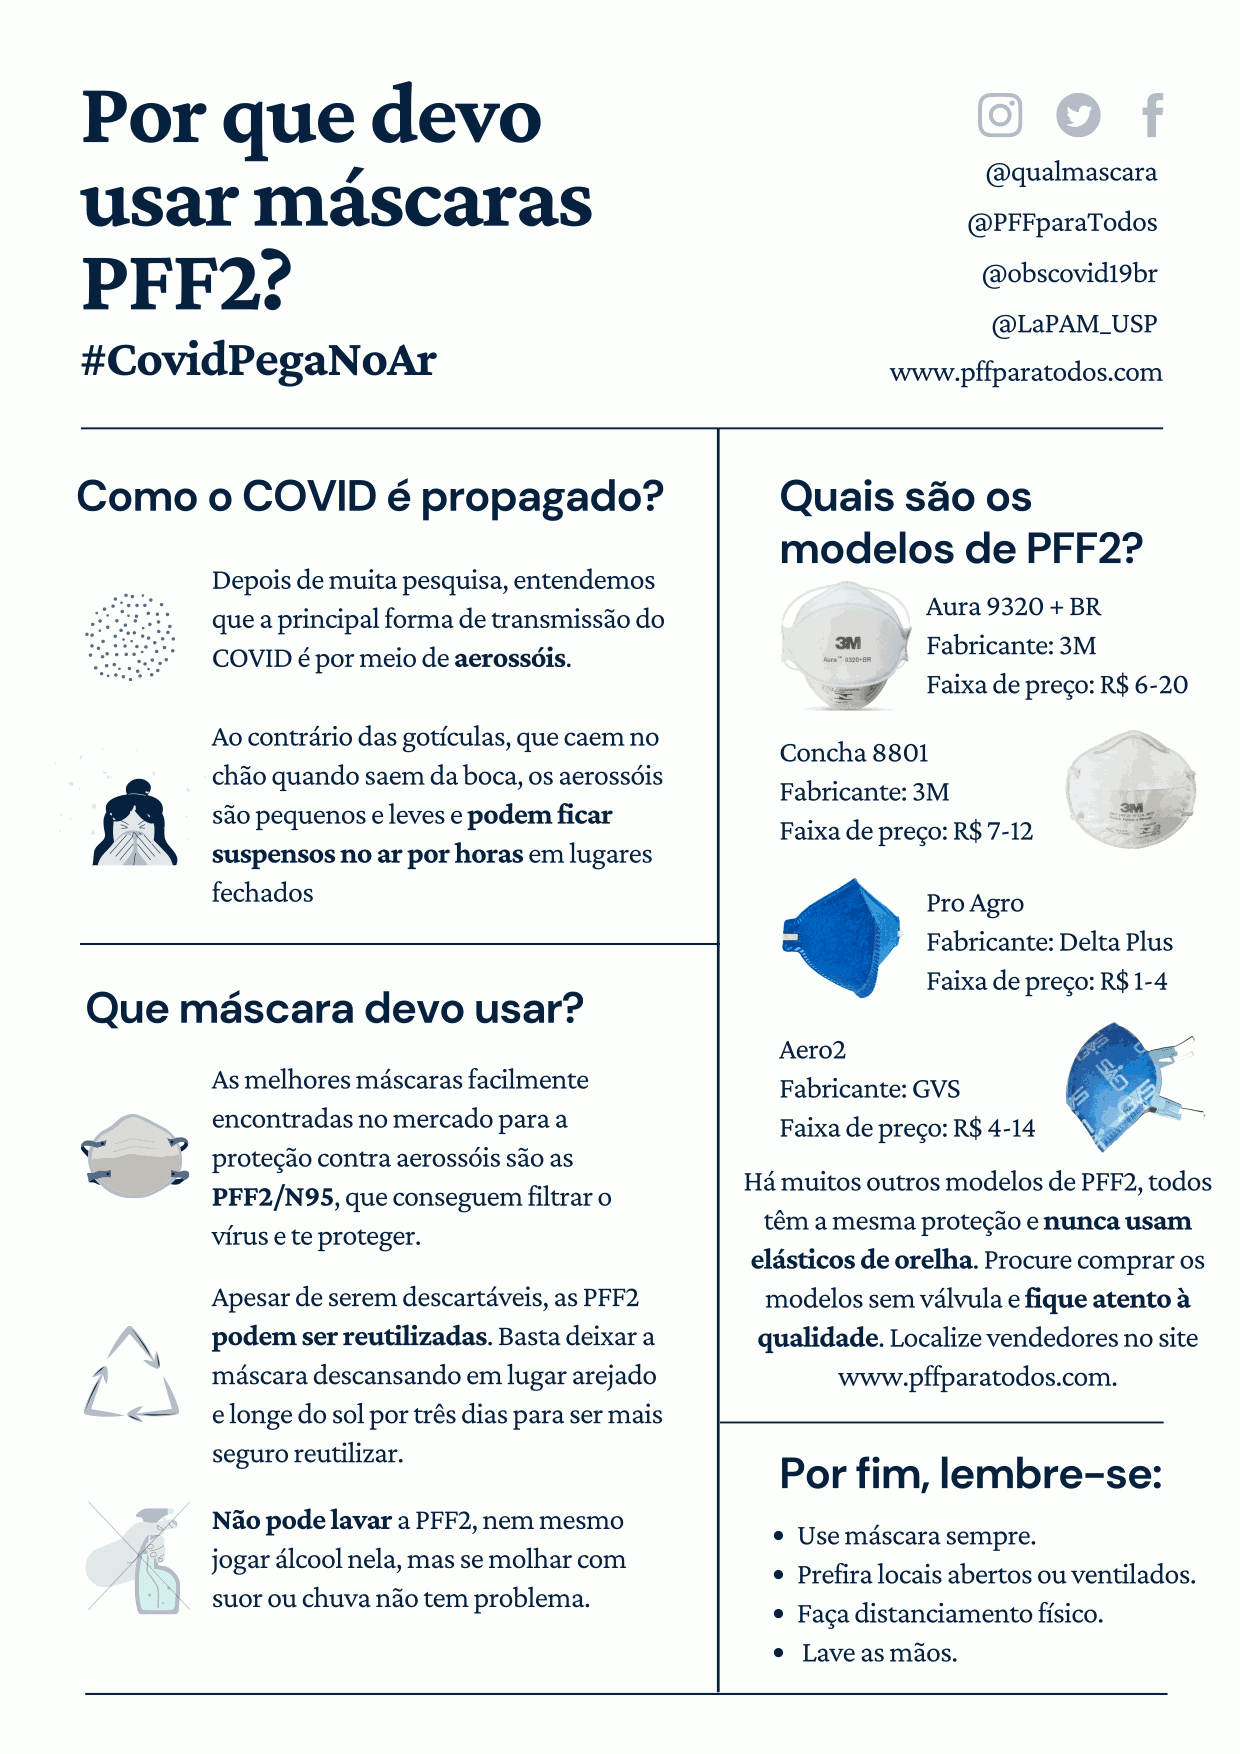 Por que devo
usar máscaras
PFF2?
#CovidPegaNoAr
@qualmascara
@PFFparaTodos
@obscovid19br
@LaPAM_USP
www.pffparatodos.com
Como o COVID é propagado?
Depois de muita pesquisa, entendemos
que a principal forma de transmissão do
COVID é por meio de aerossóis.
Ao contrário das gotículas, que caem no
chão quando saem da boca, os aerossóis
são pequenos e leves e podem ficar
suspensos no ar por horas em lugares
fechados
Que máscara devo usar?
As melhores máscaras facilmente
encontradas no mercado para a
proteção contra aerossóis são as
PFF2/N95, que conseguem filtrar o
vírus e te proteger.
Apesar de serem descartáveis, as PFF2
podem ser reutilizadas. Basta deixar a
máscara descansando em lugar arejado
e longe do sol por três dias para ser mais
seguro reutilizar.
Não pode lavar a PFF2, nem mesmo
jogar álcool nela, mas se molhar com
suor ou chuva não tem problema.
Quais são os
modelos de PFF2?
3M
Aura™ 9320+BR
Aura 9320 + BR
Fabricante: 3M
Faixa de preço: R$ 6-20
Concha 8801
Fabricante: 3M
Faixa de preço: R$ 7-12
3M
Pro Agro
Fabricante: Delta Plus
Faixa de preço: R$ 1-4
Aero2
Fabricante: GVS
Faixa de preço: R$ 4-14
GVS
Há muitos outros modelos de PFF2, todos
têm a mesma proteção e nunca usam
elásticos de orelha. Procure comprar os
modelos sem válvula e fique atento à
qualidade. Localize vendedores no site
www.pffparatodos.com.
Por fim, lembre-se:
• Use máscara sempre.
• Prefira locais abertos ou ventilados.
• Faça distanciamento físico.
• Lave as mãos.